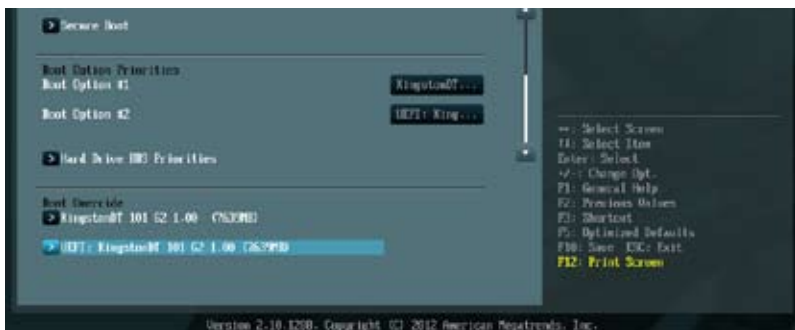 Secure Boot
Boot Option Priorities
Boot Option #1 KingstonDT...
Boot Option #2 UEFI: King...
Hard Drive BBS Priorities
Boot Override
KingstonDT 101 G2 1.00 (7639MB)
UEFI: KingstonDT 101 G2 1.00 (7639MB)
: Select Screen
: Select Item
Enter: Select
+/-: Change Opt.
F1: General Help
F2: Previous Values
F3: Shortcut
F5: Optimized Defaults
F10: Save ESC: Exit
F12: Print Screen
Version 2.10.1208. Copyright (C) 2012 American Megatrends, Inc.